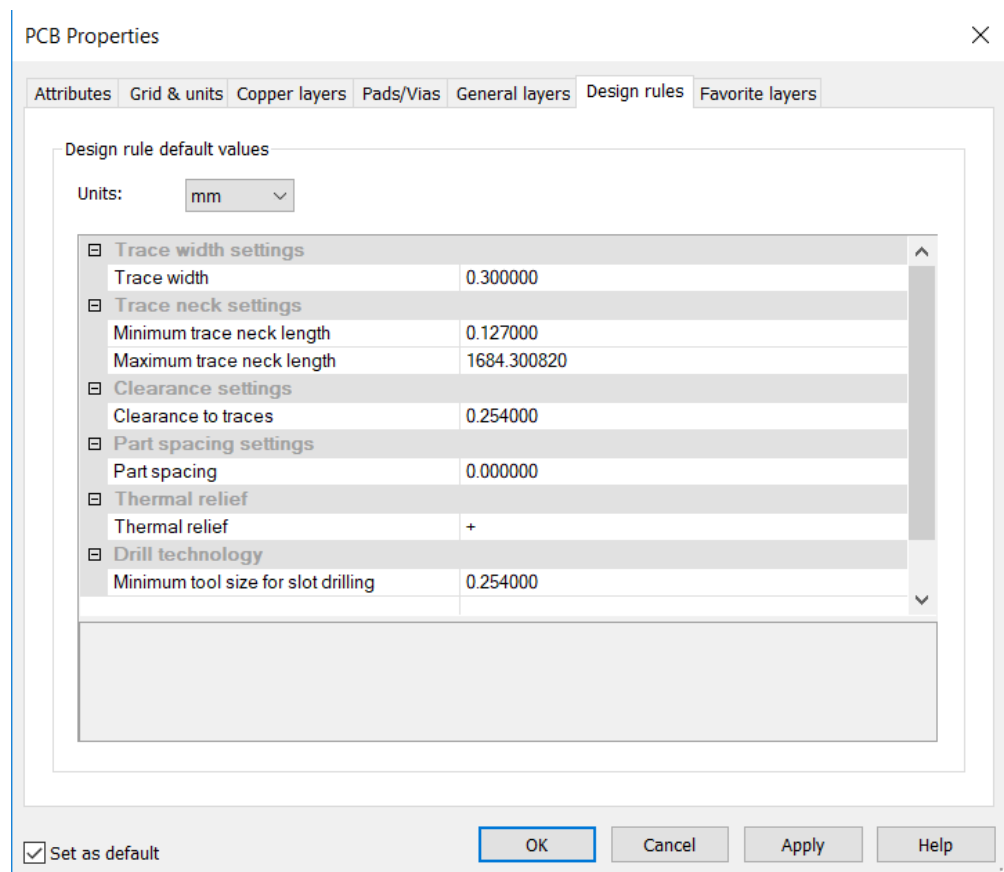 PCB Properties
Attributes Grid & units Copper layers Pads/Vias General layers Design rules Favorite layers
Design rule default values
Units: mm
Trace width settings
Trace width 0.300000
Trace neck settings
Minimum trace neck length 0.127000
Maximum trace neck length 1684.300820
Clearance settings
Clearance to traces 0.254000
Part spacing settings
Part spacing 0.000000
Thermal relief
Thermal relief +
Drill technology
Minimum tool size for slot drilling 0.254000
Set as default OK Cancel Apply Help